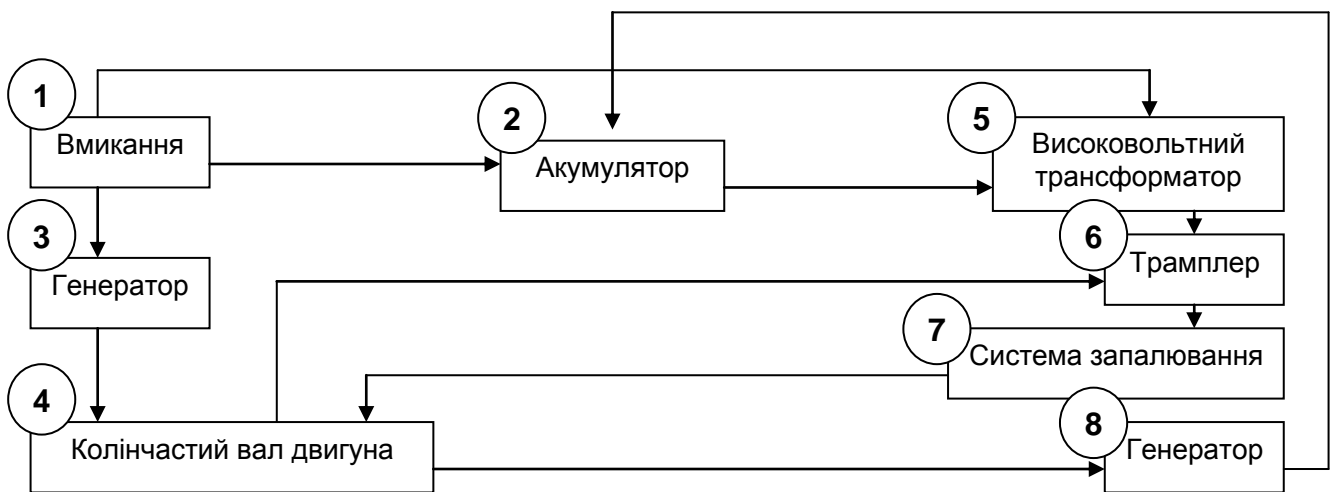 1
Вмикання
2
Акумулятор
5
Високовольтний
трансформатор
3
Генератор
6
Трамплер
7
Система запалювання
4
Колінчастий вал двигуна
8
Генератор